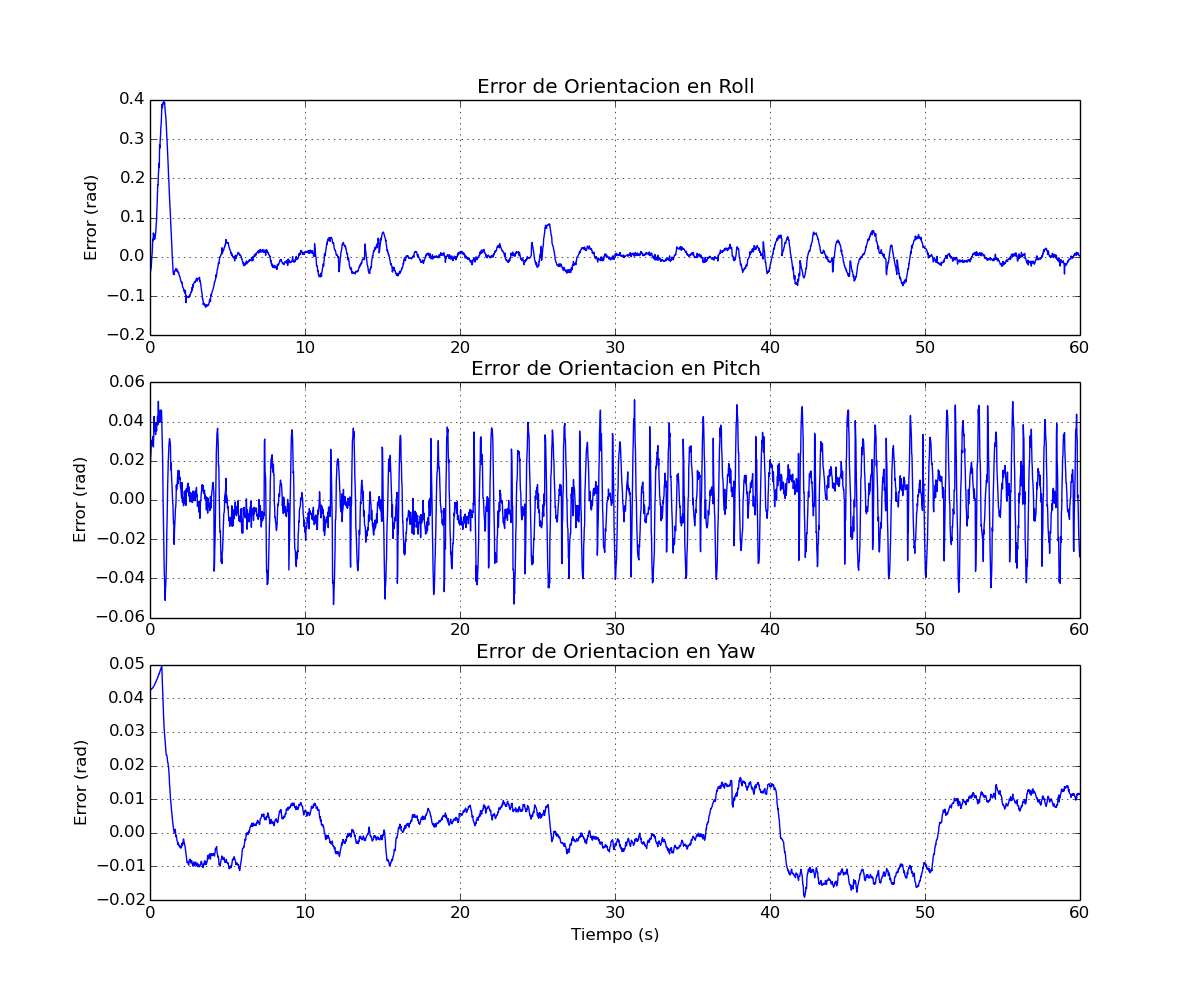 Error de Orientacion en Roll
Error (rad)
0.4
0.3
0.2
0.1
0.0
−0.1
−0.2
0 10 20 30 40 50 60
Error de Orientacion en Pitch
Error (rad)
0.06
0.04
0.02
0.00
−0.02
−0.04
−0.06
0 10 20 30 40 50 60
Error de Orientacion en Yaw
Error (rad)
0.05
0.04
0.03
0.02
0.01
0.00
−0.01
−0.02
0 10 20 30 40 50 60
Tiempo (s)